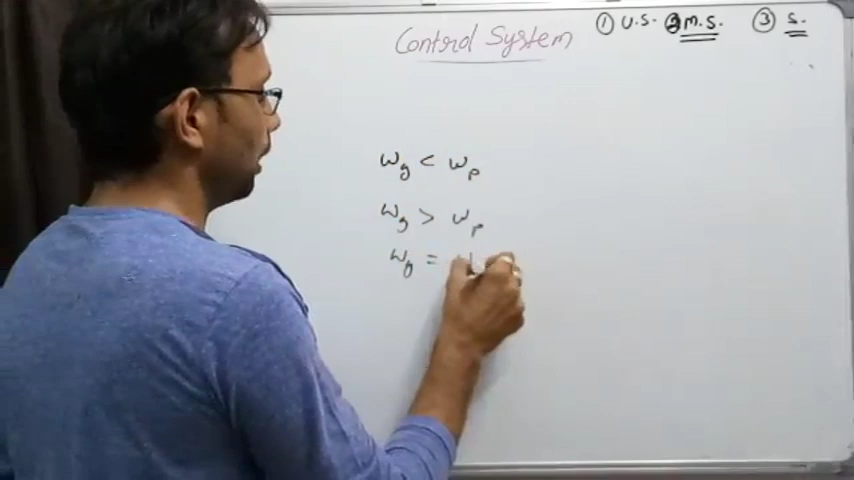 Control System ① U.S. ② M.S. ③ S.
ωg < ωp
ωg > ωp
ωg =